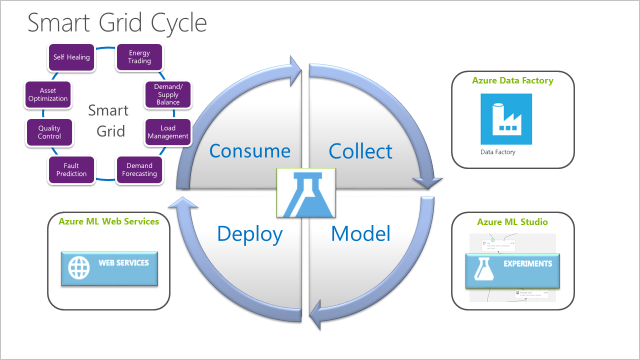 Smart Grid Cycle
Self Healing
Energy
Trading
Asset
Optimization
Demand/
Supply
Balance
Smart
Grid
Quality
Control
Load
Management
Fault
Prediction
Demand
Forecasting
Consume
Collect
Deploy
Model
Azure Data Factory
Data Factory
Azure ML Web Services
WEB SERVICES
Azure ML Studio
EXPERIMENTS